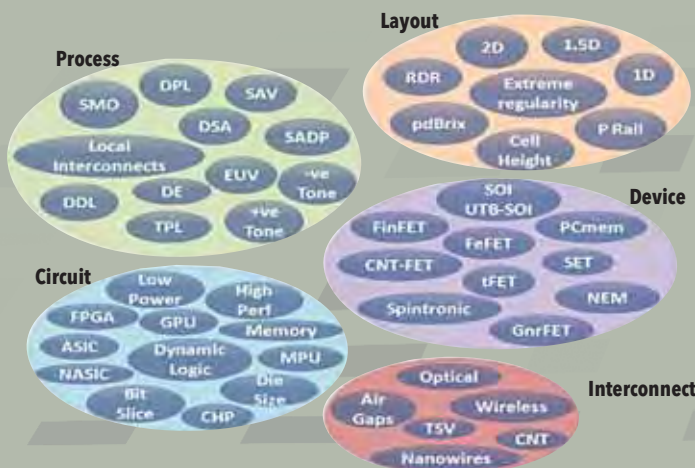 Process
SMO
DPL
SAV
DSA
SADP
Local
Interconnects
EUV
-ve
Tone
DDL
DE
TPL
+ve
Tone
Layout
2D
1.5D
RDR
Extreme
regularity
1D
pdBrix
P Rail
Cell
Height
Device
SOI
UTB-SOI
FinFET
FeFET
PCmem
CNT-FET
tFET
SET
Spintronic
NEM
GnrFET
Circuit
Low
Power
High
Perf
FPGA
GPU
Memory
ASIC
Dynamic
Logic
MPU
NASIC
Bit
Slice
Die
Size
CHP
Interconnect
Optical
Air
Gaps
Wireless
TSV
CNT
Nanowires